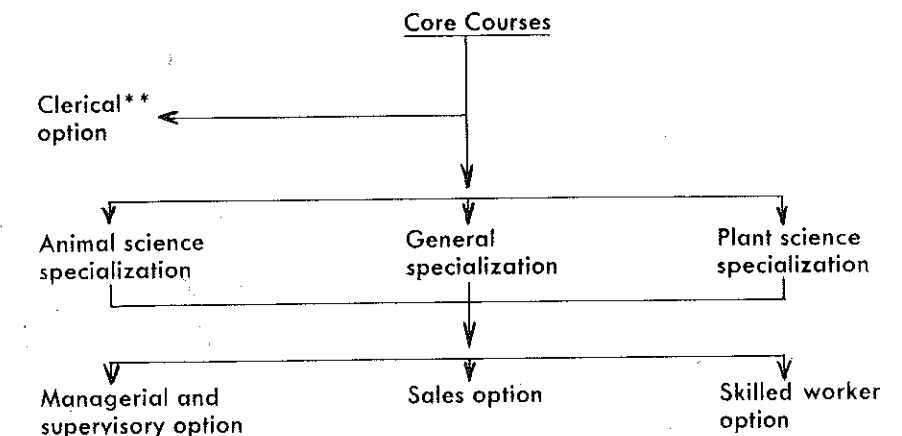 Core Courses
Clerical**
option
Animal science
specialization
General
specialization
Plant science
specialization
Managerial and
supervisory option
Sales option
Skilled worker
option